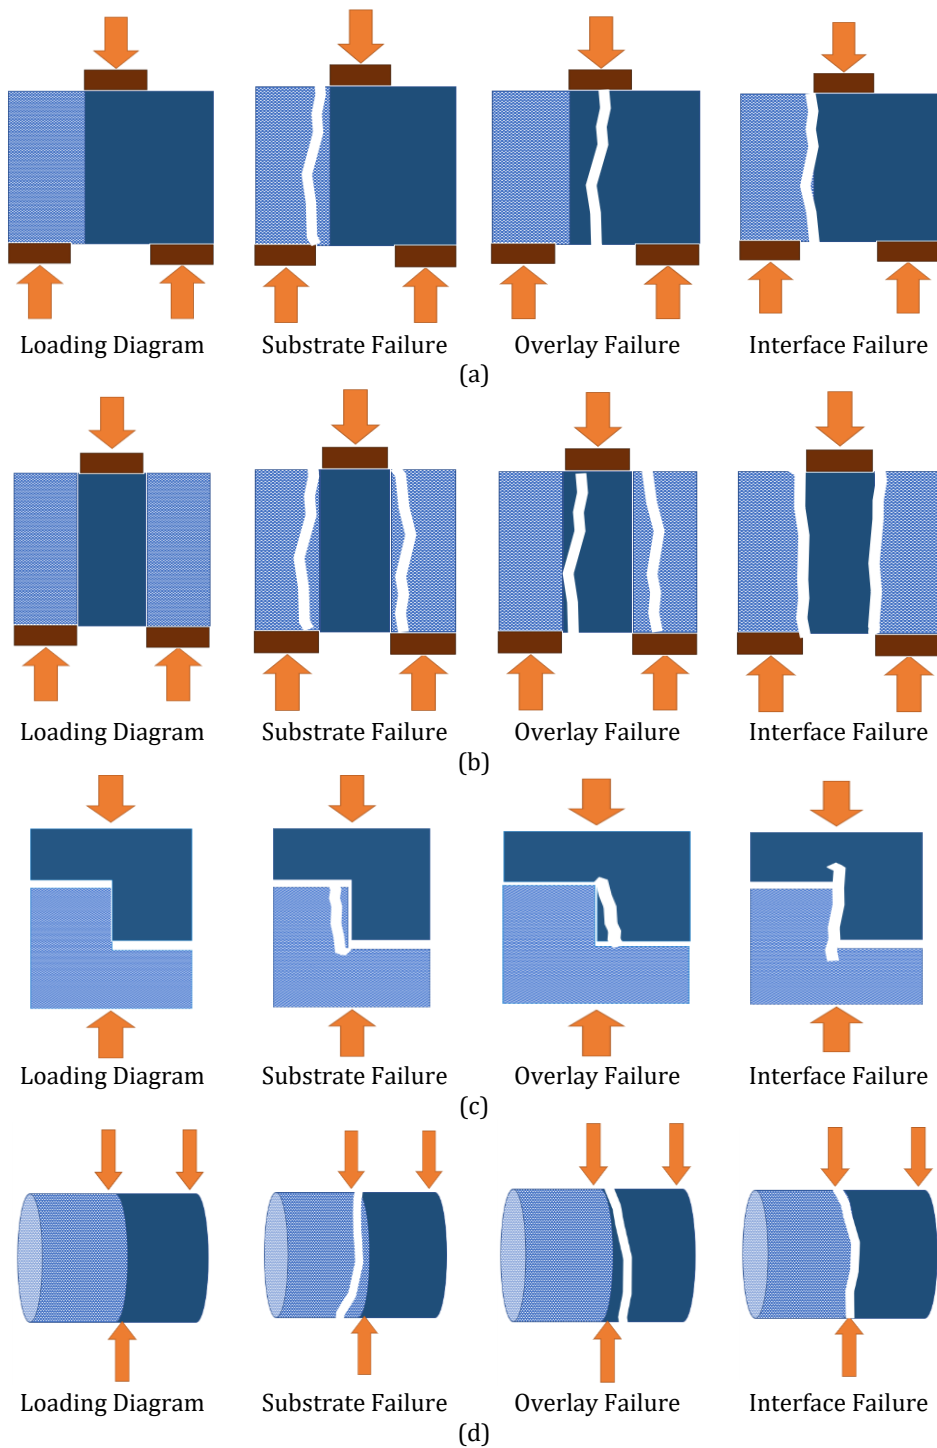 Loading Diagram Substrate Failure Overlay Failure Interface Failure
(a)
Loading Diagram Substrate Failure Overlay Failure Interface Failure
(b)
Loading Diagram Substrate Failure Overlay Failure Interface Failure
(c)
Loading Diagram Substrate Failure Overlay Failure Interface Failure
(d)